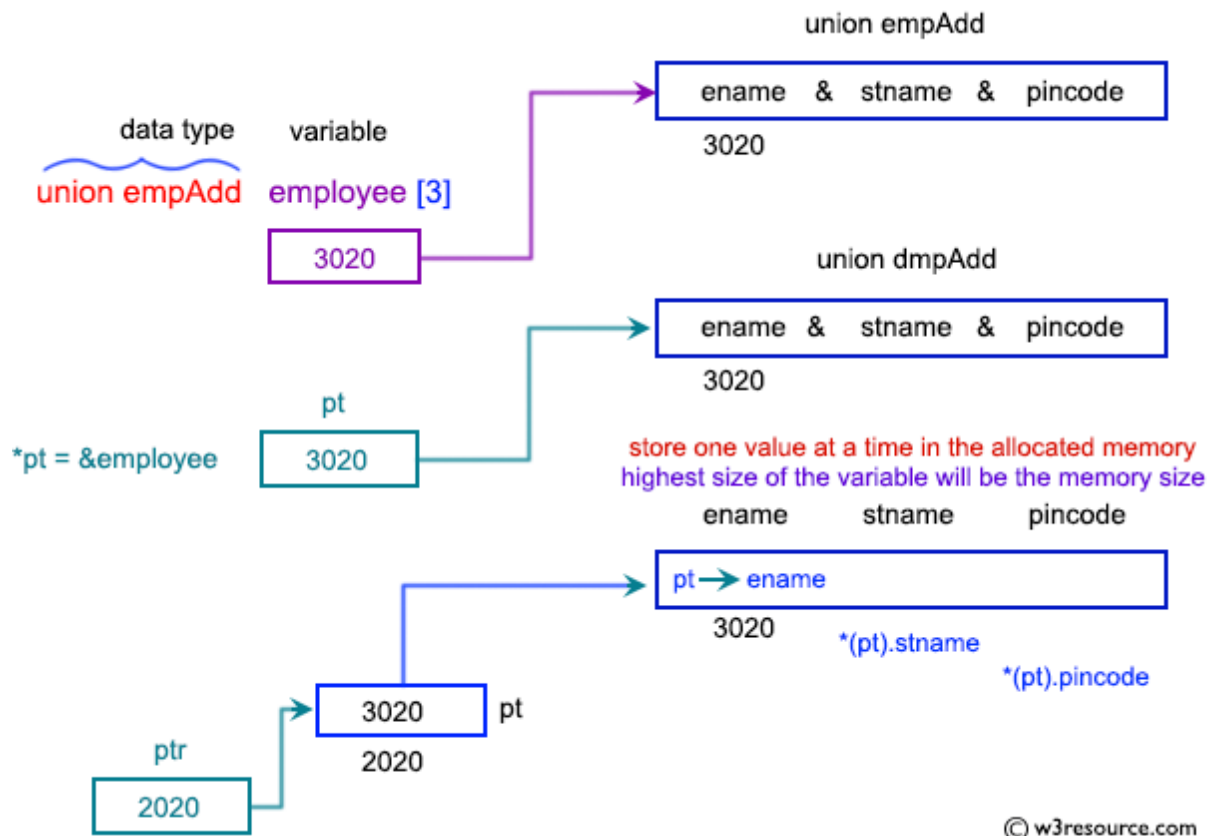 union empAdd
ename & stname & pincode
3020
data type variable
union empAdd employee [3]
3020
union dmpAdd
ename & stname & pincode
3020
pt
*pt = &employee 3020
store one value at a time in the allocated memory
highest size of the variable will be the memory size
ename stname pincode
pt ename
3020
*(pt).stname
*(pt).pincode
3020 pt
2020
ptr
2020
© w3resource.com